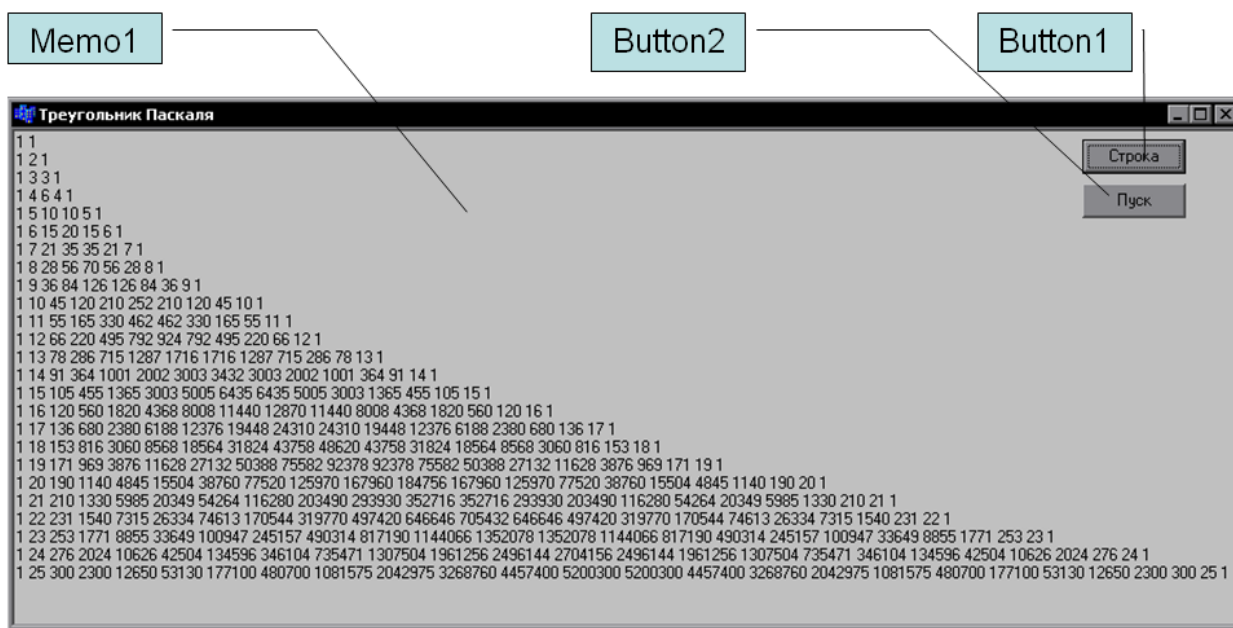 Memo1
Button2
Button1
Треугольник Паскаля
1 1
Строка
1 2 1
1 3 3 1
1 4 6 4 1
Пуск
1 5 10 10 5 1
1 6 15 20 15 6 1
1 7 21 35 35 21 7 1
1 8 28 56 70 56 28 8 1
1 9 36 84 126 126 84 36 9 1
1 10 45 120 210 252 210 120 45 10 1
1 11 55 165 330 462 462 330 165 55 11 1
1 12 66 220 495 792 924 792 495 220 66 12 1
1 13 78 286 715 1287 1716 1716 1287 715 286 78 13 1
1 14 91 364 1001 2002 3003 3432 3003 2002 1001 364 91 14 1
1 15 105 455 1365 3003 5005 6435 6435 5005 3003 1365 455 105 15 1
1 16 120 560 1820 4368 8008 11440 12870 11440 8008 4368 1820 560 120 16 1
1 17 136 680 2380 6188 12376 19448 24310 24310 19448 12376 6188 2380 680 136 17 1
1 18 153 816 3060 8568 18564 31824 43758 48620 43758 31824 18564 8568 3060 816 153 18 1
1 19 171 969 3876 11628 27132 50388 75582 92378 92378 75582 50388 27132 11628 3876 969 171 19 1
1 20 190 1140 4845 15504 38760 77520 125970 167960 184756 167960 125970 77520 38760 15504 4845 1140 190 20 1
1 21 210 1330 5985 20349 54264 116280 203490 293930 352716 352716 293930 203490 116280 54264 20349 5985 1330 210 21 1
1 22 231 1540 7315 26334 74613 170544 319770 497420 646646 705432 646646 497420 319770 170544 74613 26334 7315 1540 231 22 1
1 23 253 1771 8855 33649 100947 245157 490314 817190 1144066 1352078 1352078 1144066 817190 490314 245157 100947 33649 8855 1771 253 23 1
1 24 276 2024 10626 42504 134596 346104 735471 1307504 1961256 2496144 2704156 2496144 1961256 1307504 735471 346104 134596 42504 10626 2024 276 24 1
1 25 300 2300 12650 53130 177100 480700 1081575 2042975 3268760 4457400 5200300 5200300 4457400 3268760 2042975 1081575 480700 177100 53130 12650 2300 300 25 1